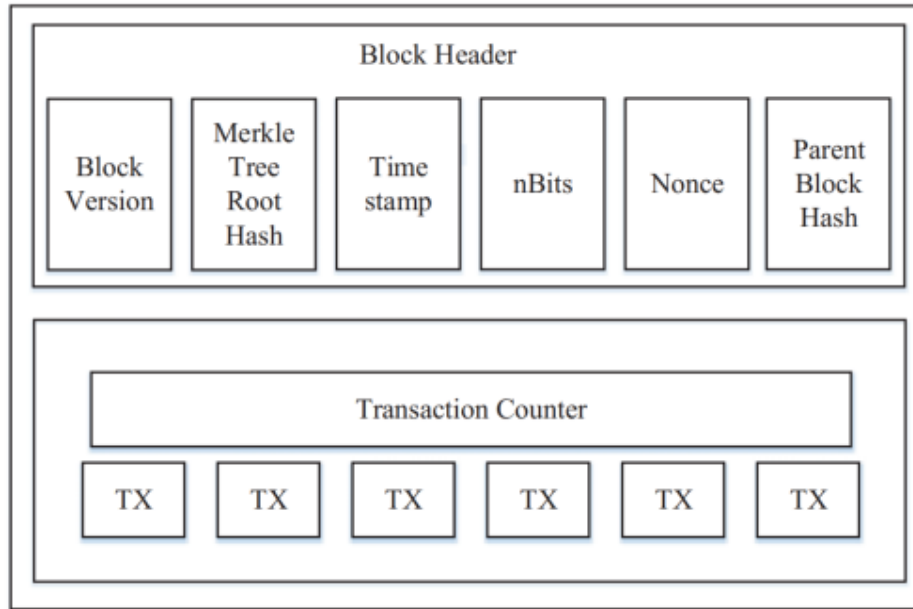 Block Header
Block
Version
Merkle
Tree
Root
Hash
Time
stamp
nBits
Nonce
Parent
Block
Hash
Transaction Counter
TX
TX
TX
TX
TX
TX